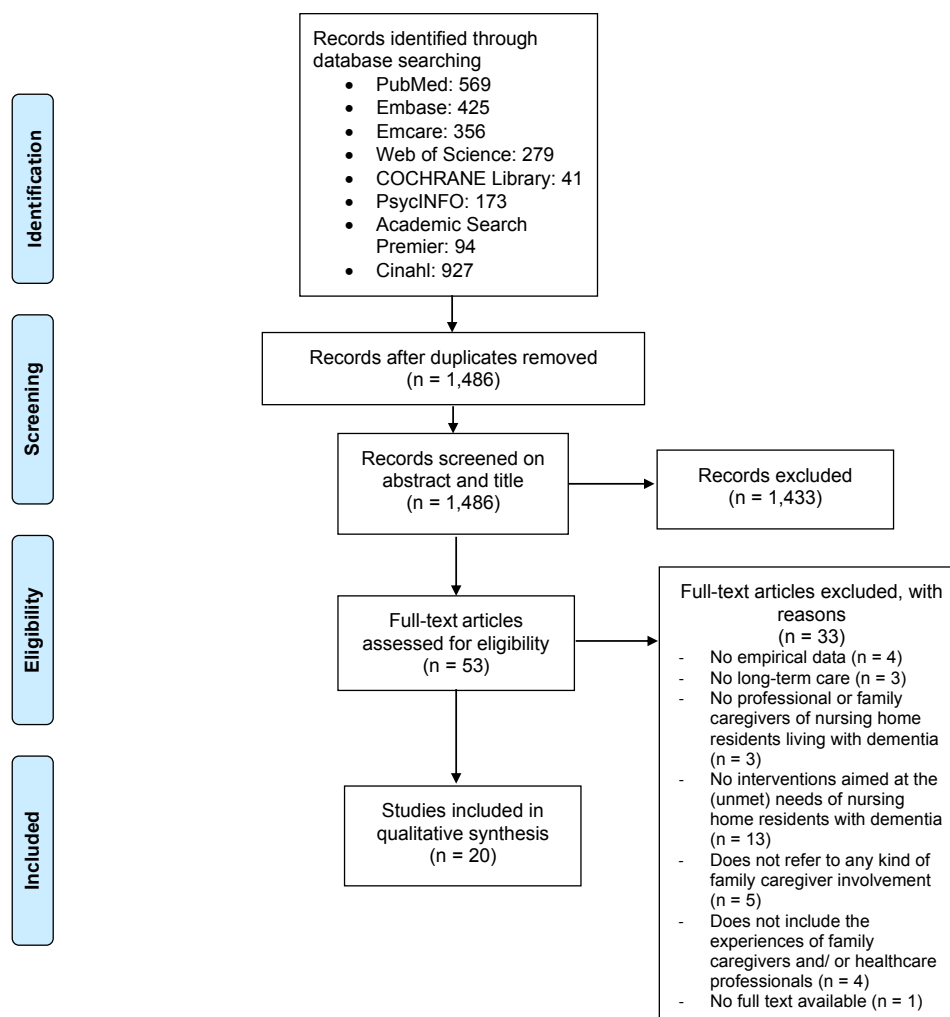 Records identified through
database searching
• PubMed: 569
• Embase: 425
• Emcare: 356
• Web of Science: 279
• COCHRANE Library: 41
• PsycINFO: 173
• Academic Search
Premier: 94
• Cinahl: 927
Identification
Records after duplicates removed
(n = 1,486)
Screening
Records screened on
abstract and title
(n = 1,486)
Records excluded
(n = 1,433)
Eligibility
Full-text articles
assessed for eligibility
(n = 53)
Full-text articles excluded, with
reasons
(n = 33)
- No empirical data (n = 4)
- No long-term care (n = 3)
- No professional or family
caregivers of nursing home
residents living with dementia
(n = 3)
- No interventions aimed at the
(unmet) needs of nursing
home residents with dementia
(n = 13)
- Does not refer to any kind of
family caregiver involvement
(n = 5)
- Does not include the
experiences of family
caregivers and/ or healthcare
professionals (n = 4)
- No full text available (n = 1)
Included
Studies included in
qualitative synthesis
(n = 20)